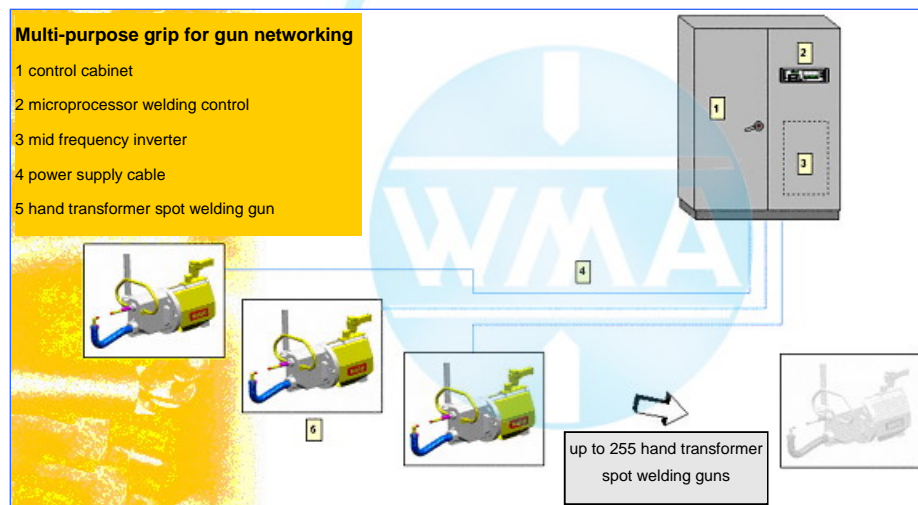 Multi-purpose grip for gun networking
1 control cabinet
2 microprocessor welding control
3 mid frequency inverter
4 power supply cable
5 hand transformer spot welding gun
2
1
3
WMA
4
6
up to 255 hand transformer
spot welding guns